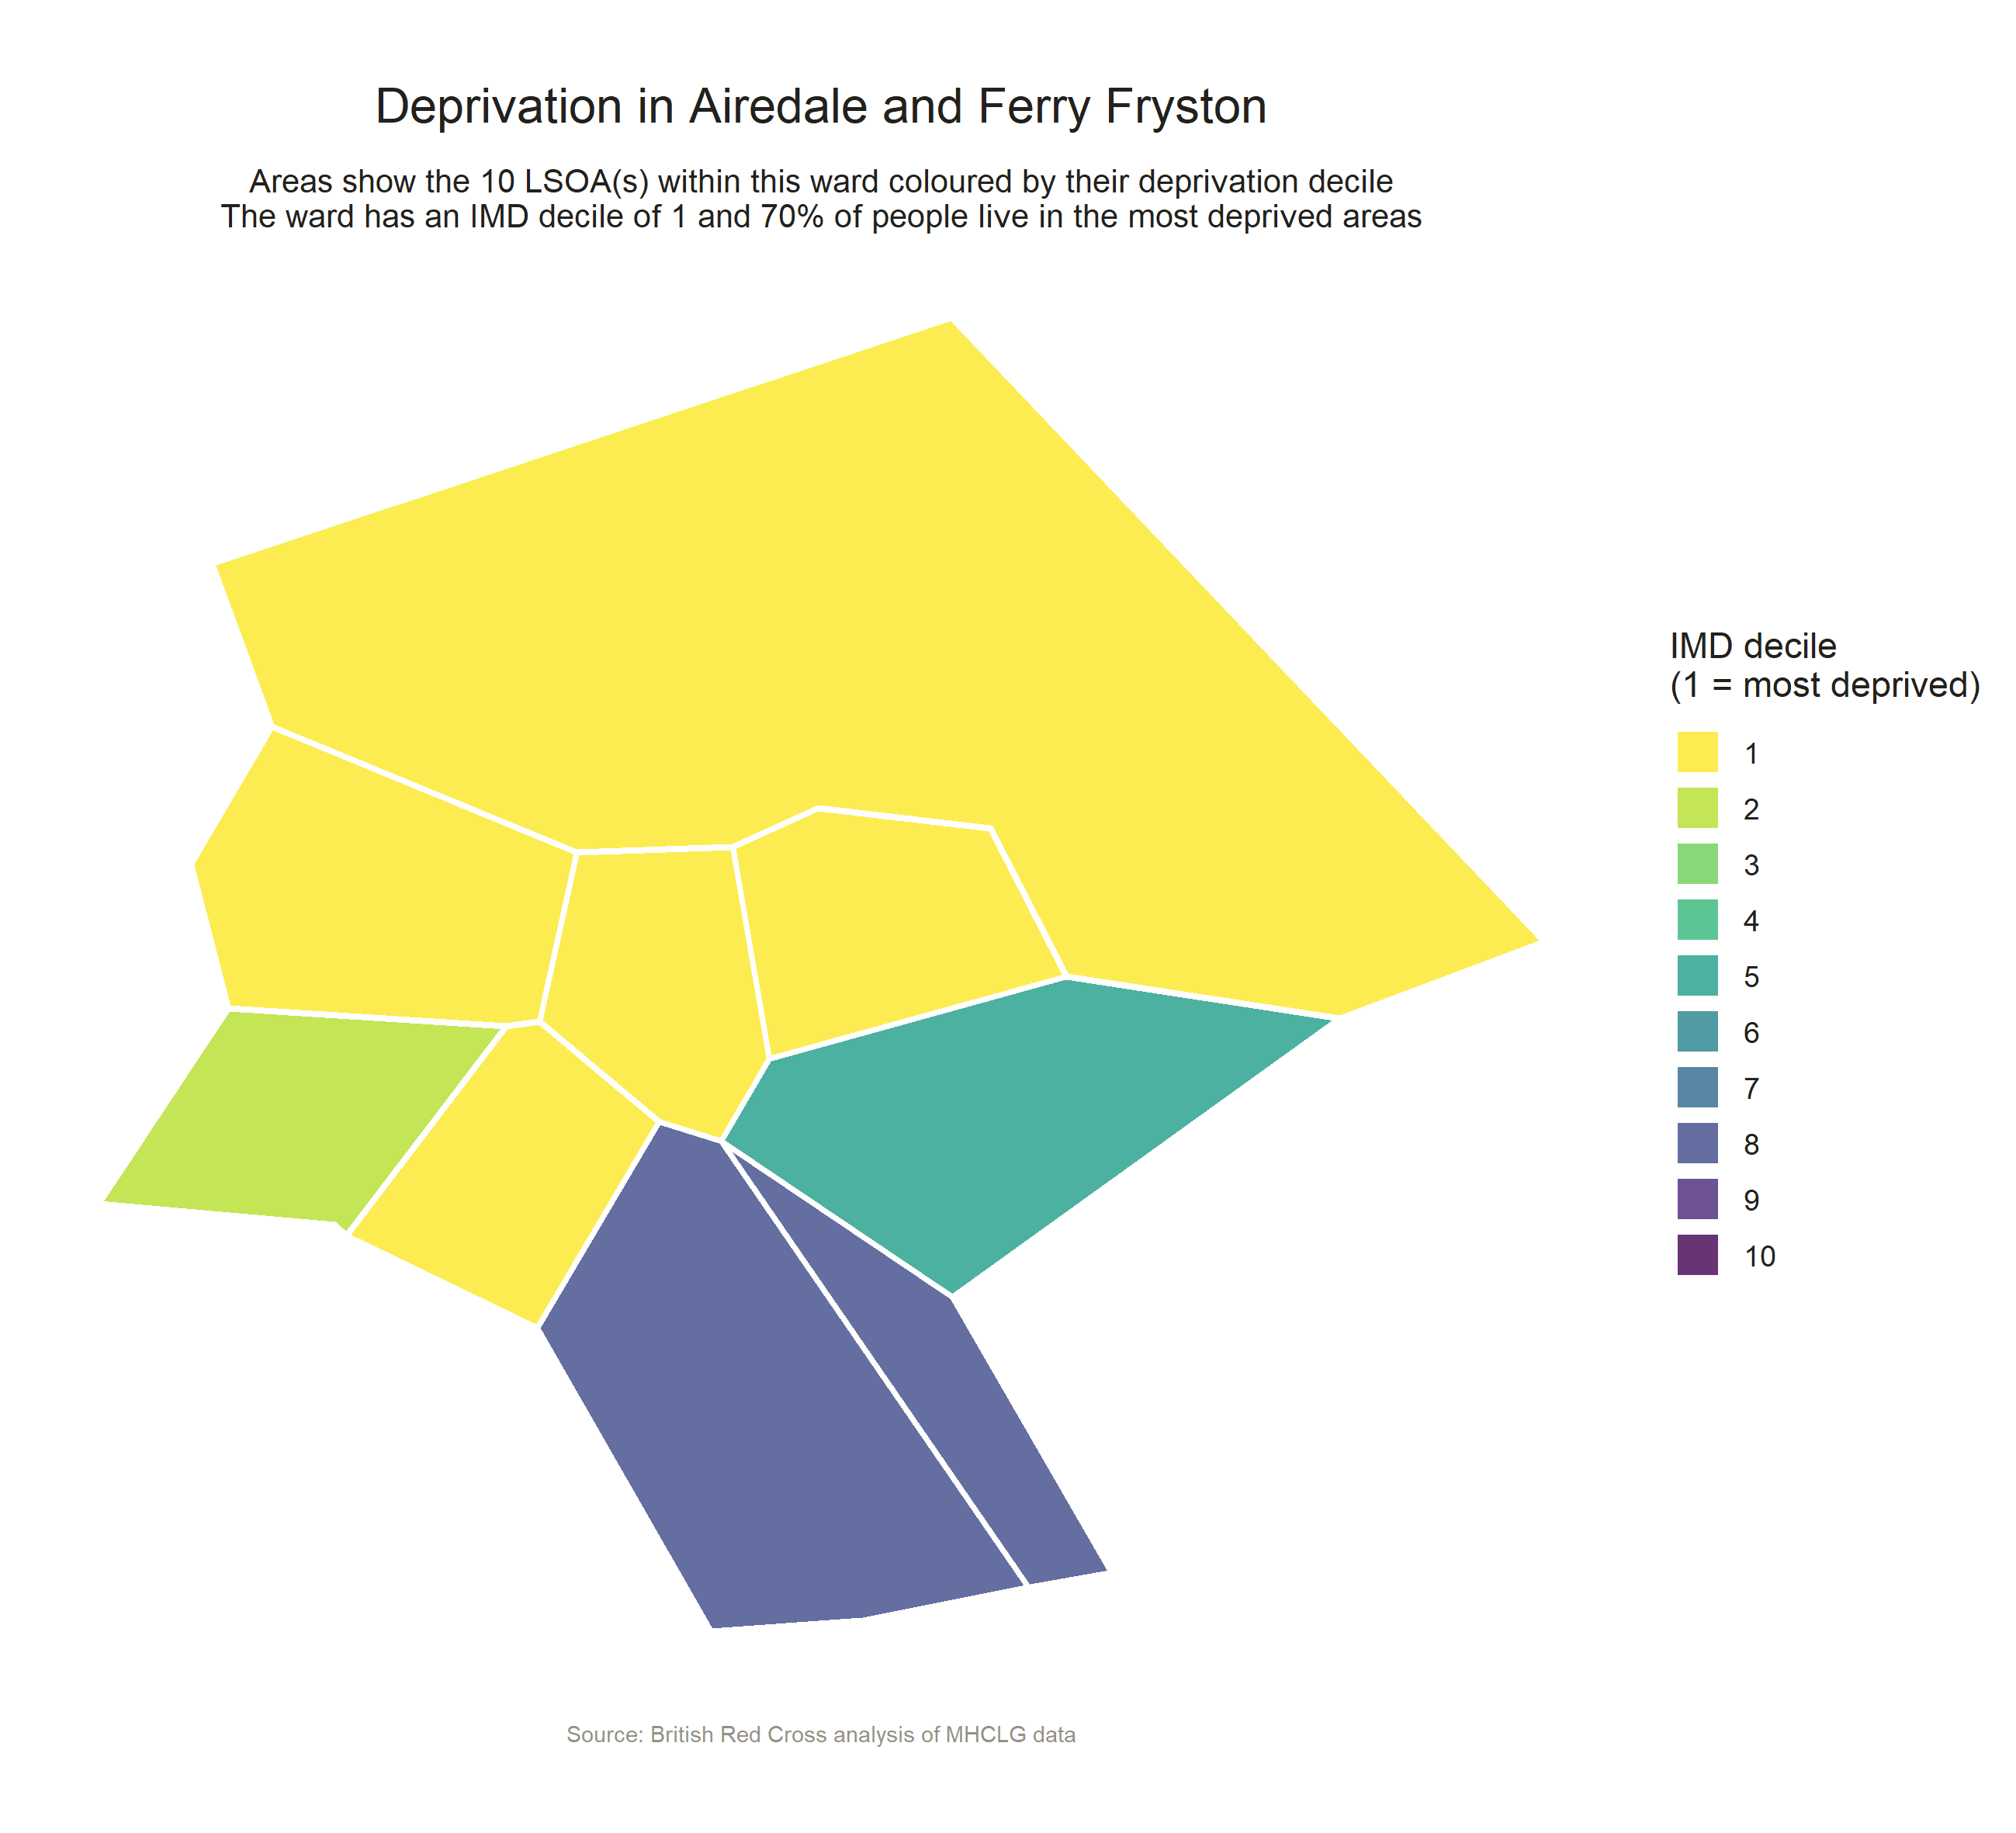 Deprivation in Airedale and Ferry Fryston
Areas show the 10 LSOA(s) within this ward coloured by their deprivation decile
The ward has an IMD decile of 1 and 70% of people live in the most deprived areas
IMD decile
(1 = most deprived)
1
2
3
4
5
6
7
8
9
10
Source: British Red Cross analysis of MHCLG data